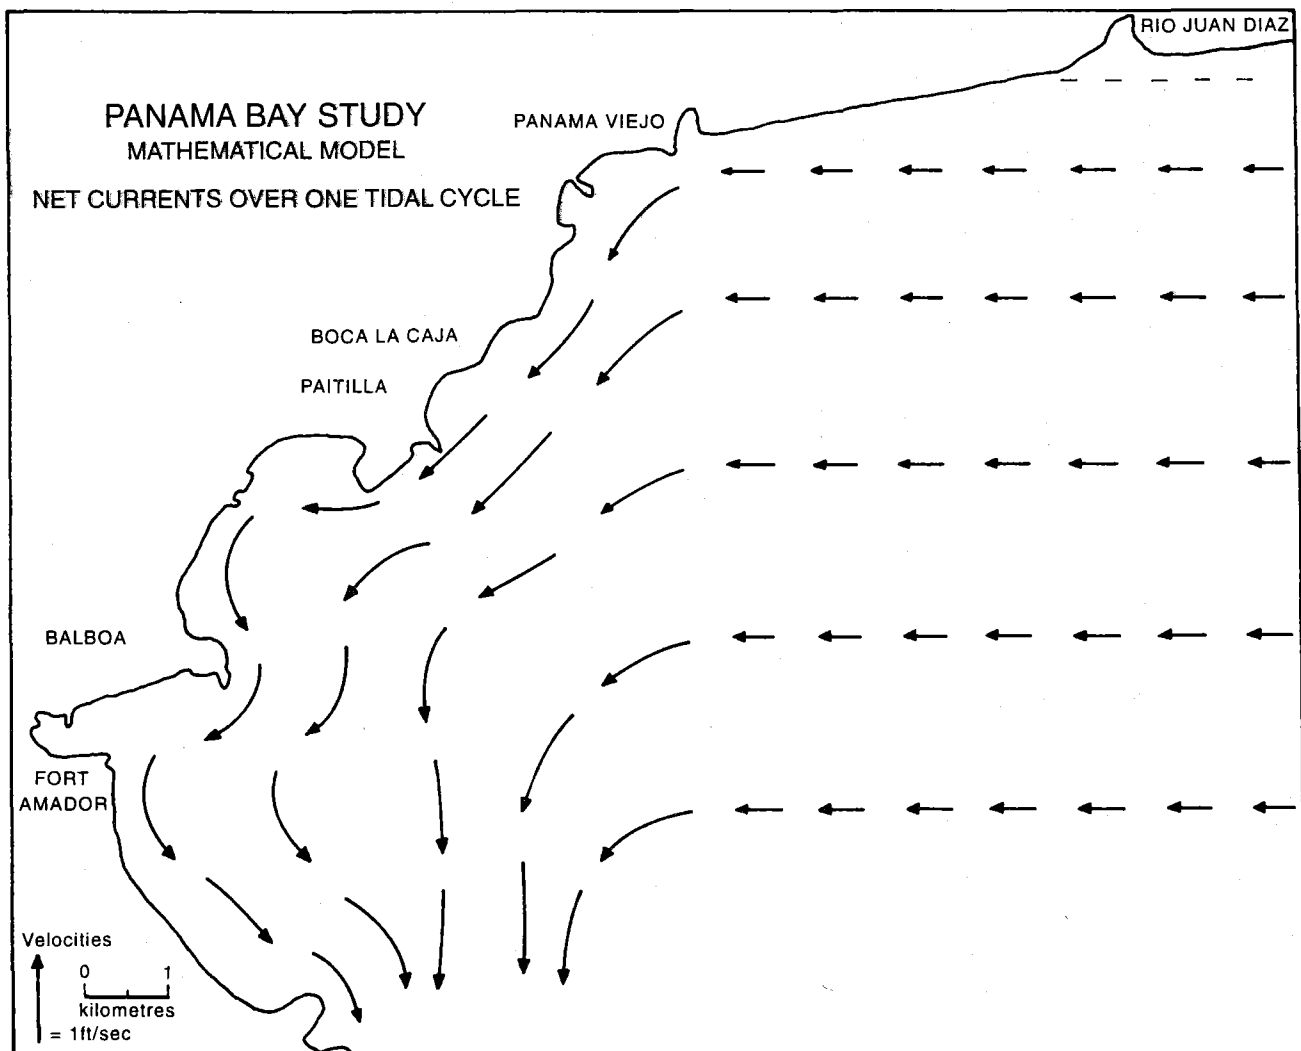 RIO JUAN DIAZ
PANAMA BAY STUDY
MATHEMATICAL MODEL
NET CURRENTS OVER ONE TIDAL CYCLE
PANAMA VIEJO
BOCA LA CAJA
PAITILLA
BALBOA
FORT
AMADOR
Velocities
= 1ft/sec
0 1
kilometres